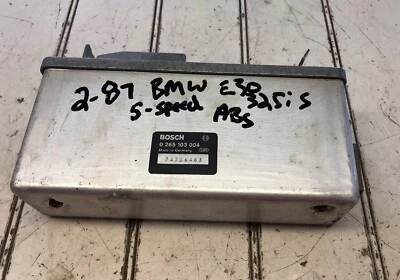 2-87 BMW E30 325is
5-speed ABS
BOSCH
0 265 103 004
Made in Germany